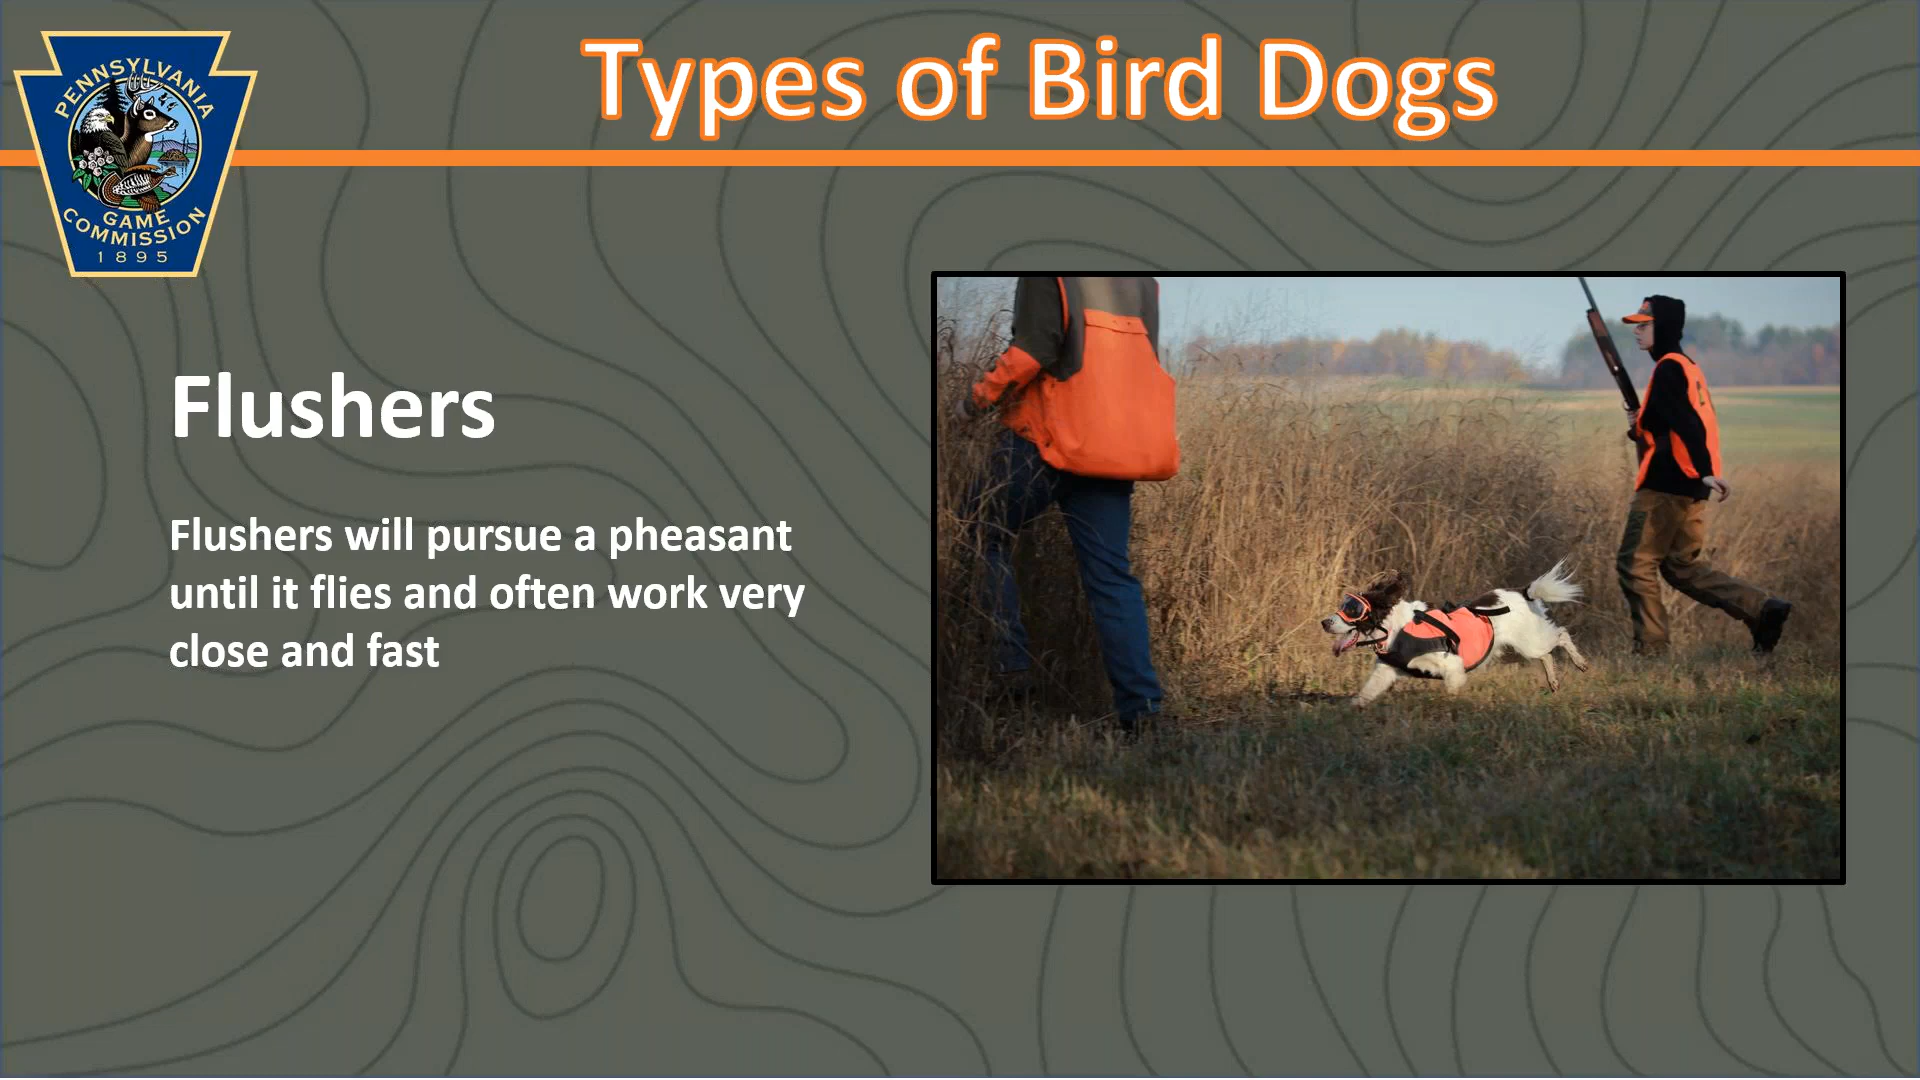 Types of Bird Dogs
PENNSYLVANIA
GAME
COMMISSION
1895
Flushers
Flushers will pursue a pheasant
until it flies and often work very
close and fast